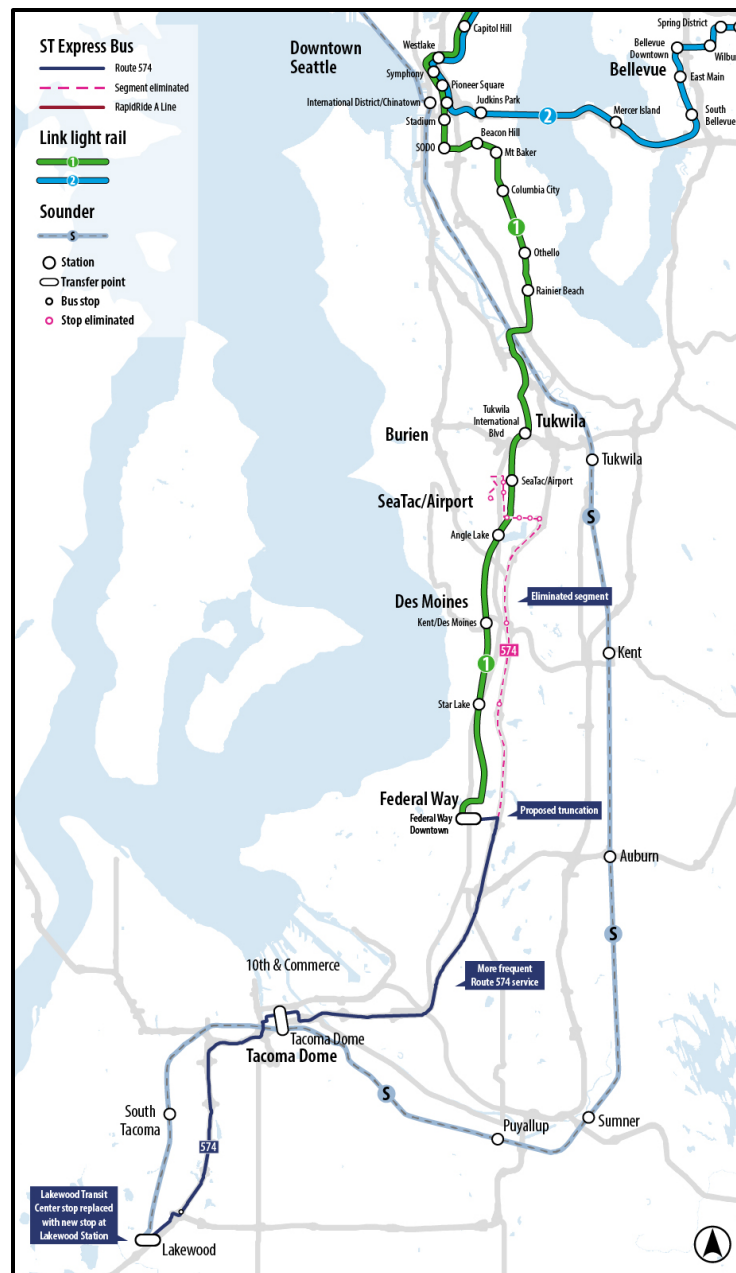 ST Express Bus
Route 574
Segment eliminated
RapidRide A Line
Link light rail
1
2
Sounder
S
Station
Transfer point
Bus stop
Stop eliminated
Downtown
Seattle
Westlake
Capitol Hill
Symphony
Pioneer Square
International District/Chinatown
Judkins Park
Stadium
SODO
Beacon Hill
Mt Baker
Columbia City
2
Mercer Island
Spring District
Bellevue
Downtown
Wilbu
Bellevue
East Main
South
Bellevue
1
Othello
Rainier Beach
Tukwila
International
Blvd
Tukwila
Burien
Tukwila
SeaTac/Airport
SeaTac/Airport
S
Angle Lake
Eliminated segment
Des Moines
Kent/Des Moines
574
Kent
1
Star Lake
Federal Way
Federal Way
Downtown
Proposed truncation
Auburn
S
10th & Commerce
More frequent
Route 574 service
Tacoma Dome
Tacoma Dome
S
South
Tacoma
Puyallup
Sumner
574
Lakewood Transit
Center stop replaced
with new stop at
Lakewood Station
Lakewood